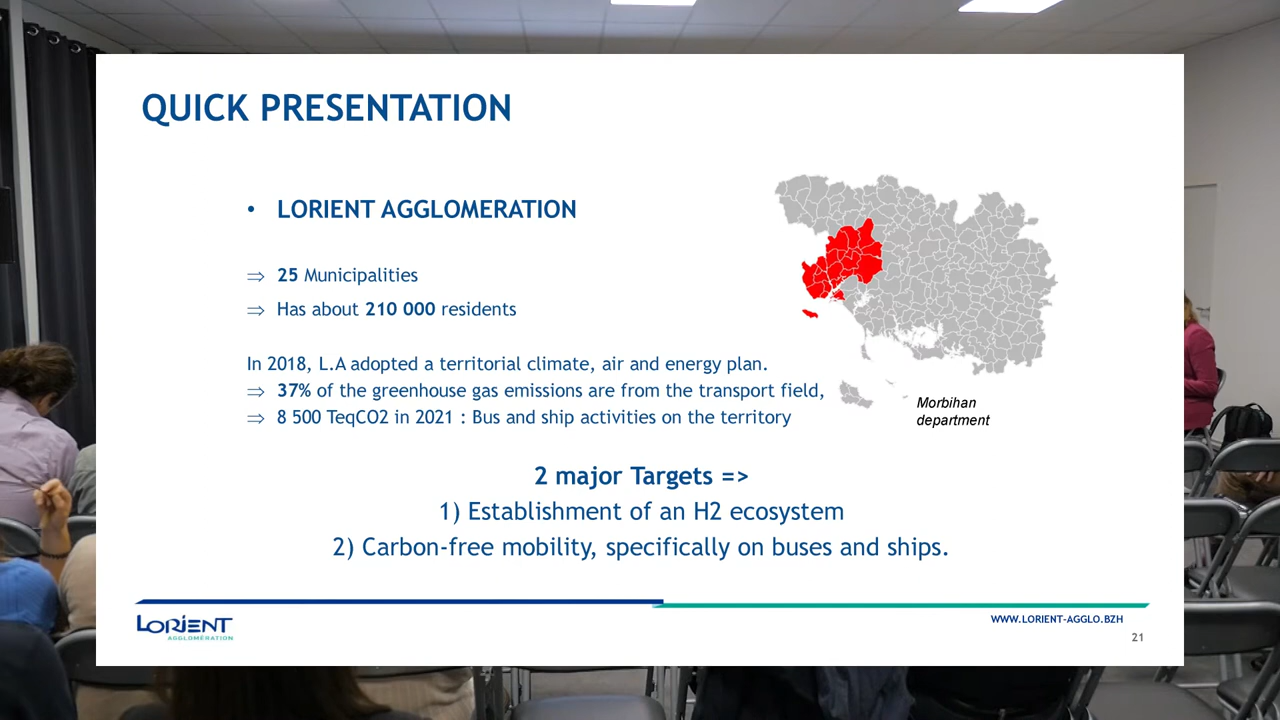 QUICK PRESENTATION
• LORIENT AGGLOMERATION
⇒ 25 Municipalities
⇒ Has about 210 000 residents
In 2018, L.A adopted a territorial climate, air and energy plan.
⇒ 37% of the greenhouse gas emissions are from the transport field,
⇒ 8 500 TeqCO2 in 2021 : Bus and ship activities on the territory
Morbihan
department
2 major Targets =>
1) Establishment of an H2 ecosystem
2) Carbon-free mobility, specifically on buses and ships.
LORIENT
AGGLOMÉRATION
WWW.LORIENT-AGGLO.BZH
21